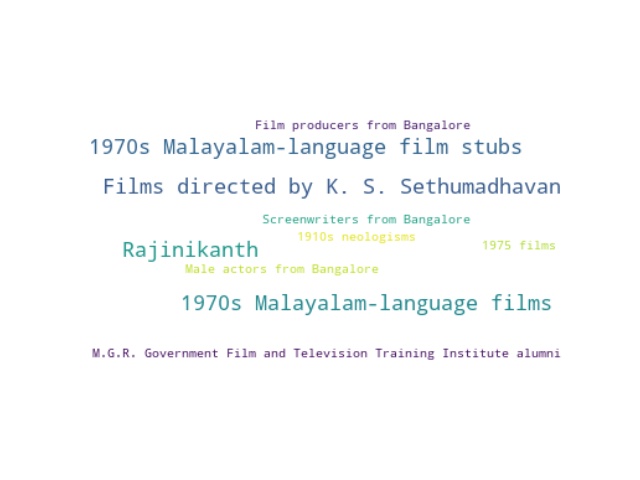 Film producers from Bangalore
1970s Malayalam-language film stubs
Films directed by K. S. Sethumadhavan
Screenwriters from Bangalore
1910s neologisms
1975 films
Rajinikanth
Male actors from Bangalore
1970s Malayalam-language films
M.G.R. Government Film and Television Training Institute alumni